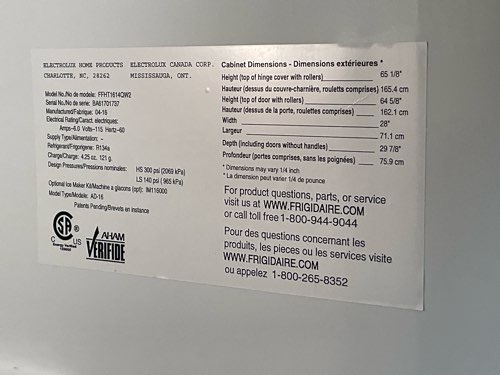 ELECTROLUX HOME PRODUCTS ELECTROLUX CANADA CORP.
CHARLOTTE, NC, 28262 MISSISSAUGA, ONT.
Model No./No de modele: FFHT1614QW2
Serial No./No de série: BA61701737
Manufactured/Fabriqué: 04-16
Electrical Rating/Caract. electriques:
Amps-6.0 Volts-115 Hertz-60
Supply Type/Alimentation: -
Refrigerant/Frigorigène: R134a
Charge/Charge: 4.25 oz. 121 g.
Design Pressures/Pressions nominales: HS 300 psi (2069 kPa)
LS 140 psi ( 965 kPa)
Optional Ice Maker Kit/Machine a glacons (opt): IM116000
Model Type/Modèle: AD-16
Patents Pending/Brevets en instance
CSA ®
C US
Energy Verified
AHAM
VERIFIDE
Cabinet Dimensions - Dimensions extérieures *
Height (top of hinge cover with rollers) 65 1/8"
Hauteur (dessus du couvre-charnière, roulettes comprises) 165.4 cm
Height (top of door with rollers) 64 5/8"
Hauteur (dessus de la porte, roulettes comprises) 162.1 cm
Width 28"
Largeur 71.1 cm
Depth (including doors without handles) 29 7/8"
Profondeur (portes comprises, sans les poignées) 75.9 cm
* Dimensions may vary 1/4 inch
* La dimension peut varier 1/4 de pounce
For product questions, parts, or service
visit us at WWW.FRIGIDAIRE.COM
or call toll free 1-800-944-9044
Pour des questions concernant les
produits, les pieces ou les services visite
WWW.FRIGIDAIRE.COM
ou appelez 1-800-265-8352